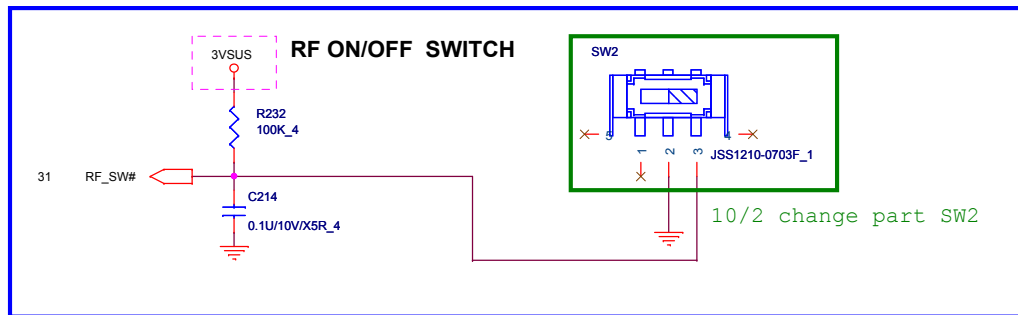 3VSUS
RF ON/OFF SWITCH
SW2
R232
100K_4
5
4
1
2
3
JSS1210-0703F_1
31
RF_SW#
C214
0.1U/10V/X5R_4
10/2 change part SW2